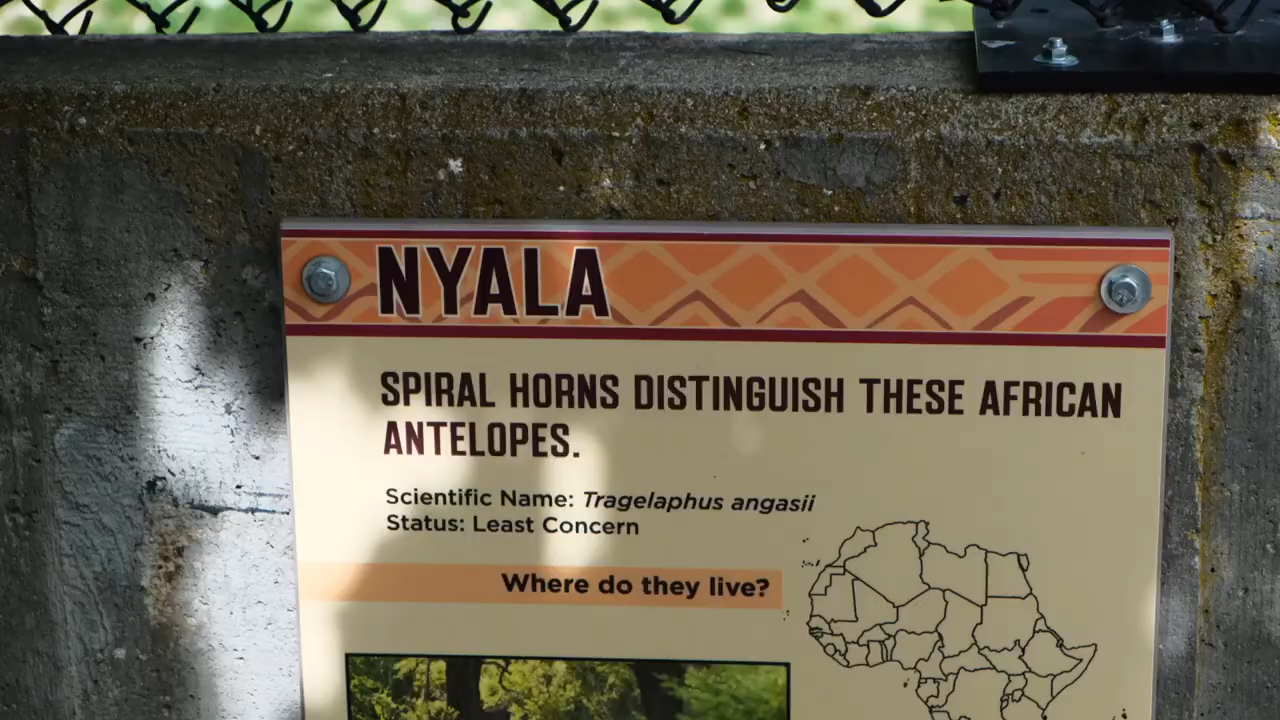 NYALA
SPIRAL HORNS DISTINGUISH THESE AFRICAN
ANTELOPES.
Scientific Name: Tragelaphus angasii
Status: Least Concern
Where do they live?